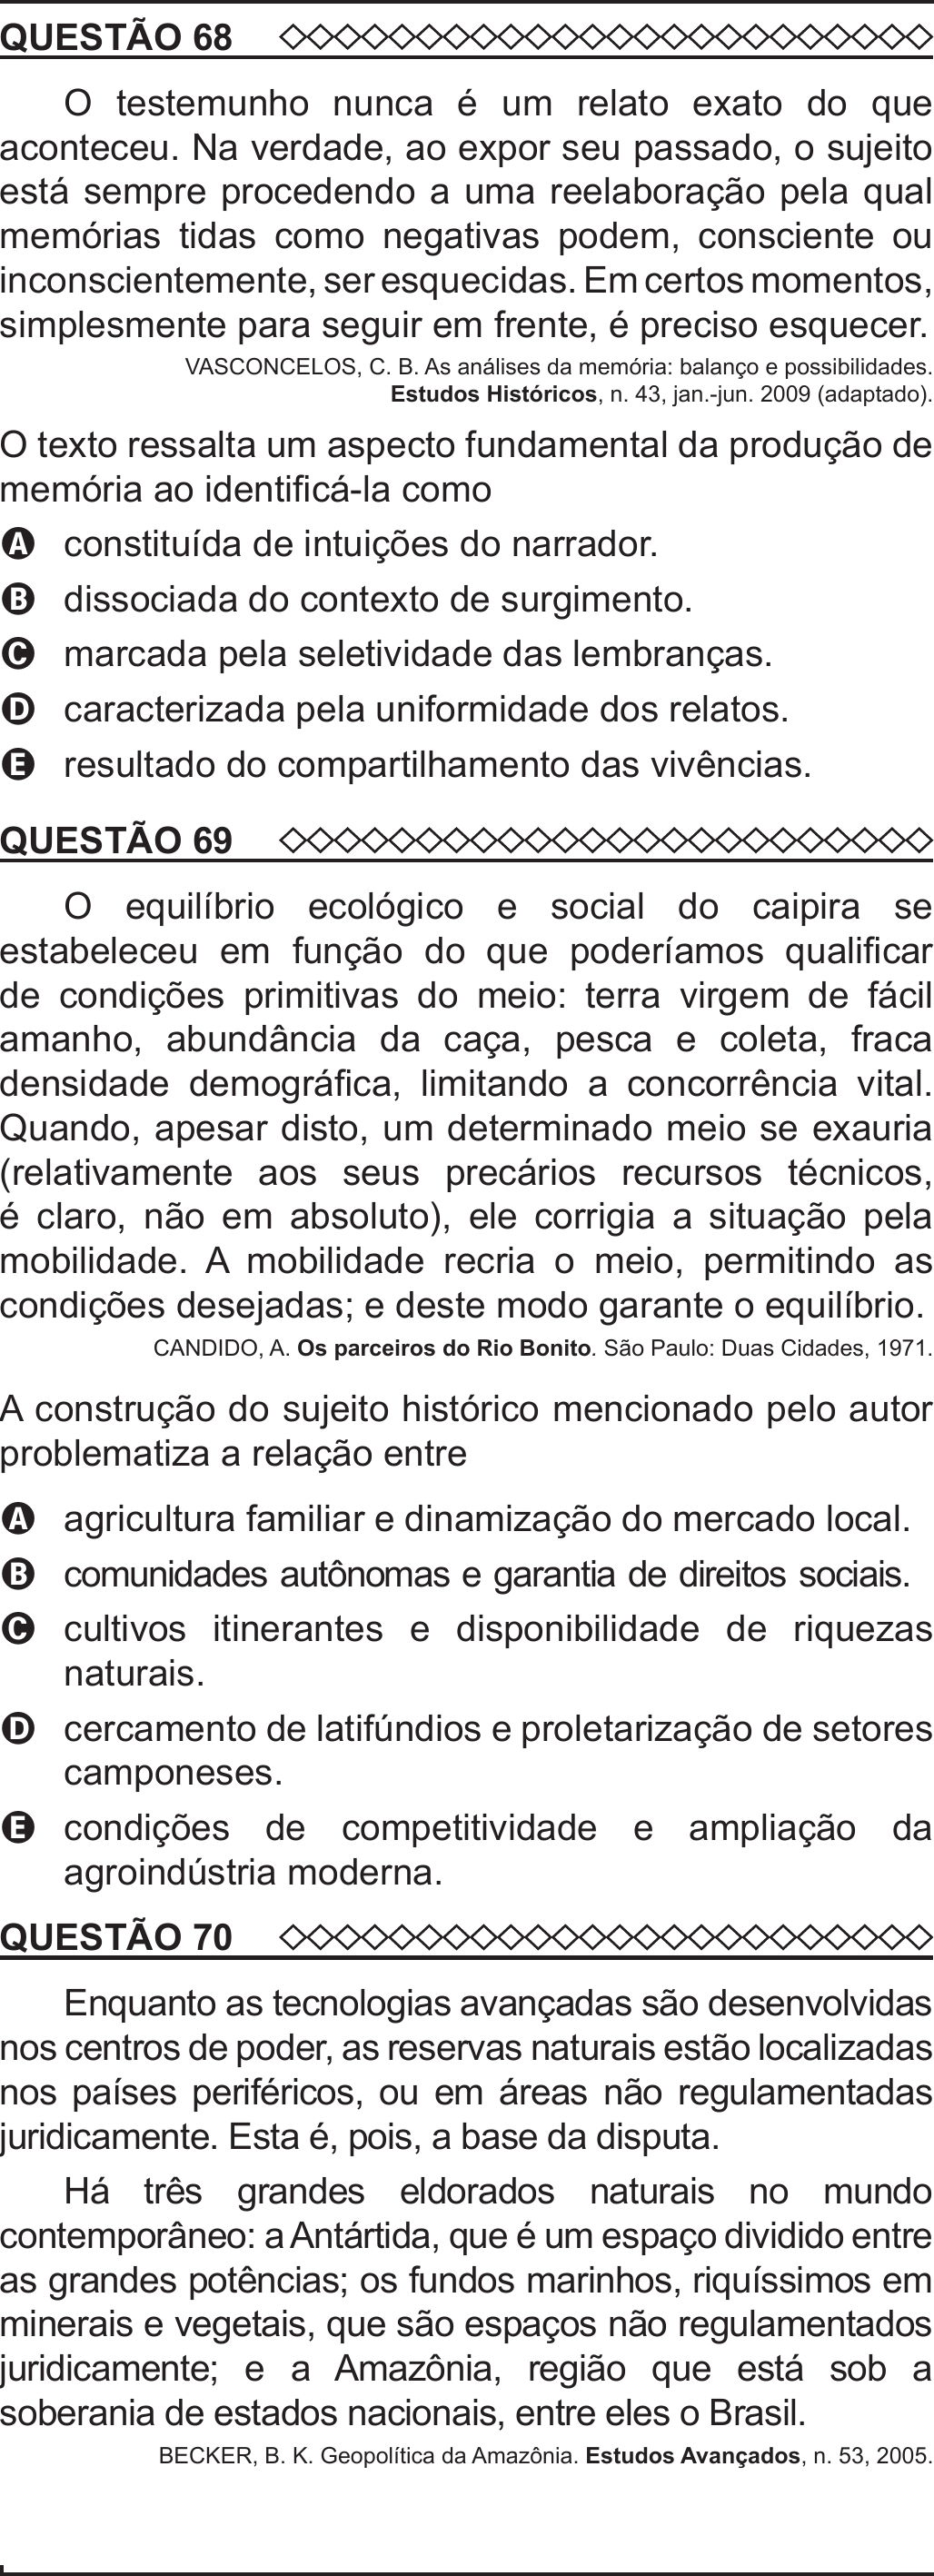 QUESTÃO 68
O testemunho nunca é um relato exato do que
aconteceu. Na verdade, ao expor seu passado, o sujeito
está sempre procedendo a uma reelaboração pela qual
memórias tidas como negativas podem, consciente ou
inconscientemente, ser esquecidas. Em certos momentos,
simplesmente para seguir em frente, é preciso esquecer.
VASCONCELOS, C. B. As análises da memória: balanço e possibilidades.
Estudos Históricos, n. 43, jan.-jun. 2009 (adaptado).
O texto ressalta um aspecto fundamental da produção de
memória ao identificá-la como
A constituída de intuições do narrador.
B dissociada do contexto de surgimento.
C marcada pela seletividade das lembranças.
D caracterizada pela uniformidade dos relatos.
E resultado do compartilhamento das vivências.
QUESTÃO 69
O equilíbrio ecológico e social do caipira se
estabeleceu em função do que poderíamos qualificar
de condições primitivas do meio: terra virgem de fácil
amanho, abundância da caça, pesca e coleta, fraca
densidade demográfica, limitando a concorrência vital.
Quando, apesar disto, um determinado meio se exauria
(relativamente aos seus precários recursos técnicos,
é claro, não em absoluto), ele corrigia a situação pela
mobilidade. A mobilidade recria o meio, permitindo as
condições desejadas; e deste modo garante o equilíbrio.
CANDIDO, A. Os parceiros do Rio Bonito. São Paulo: Duas Cidades, 1971.
A construção do sujeito histórico mencionado pelo autor
problematiza a relação entre
A agricultura familiar e dinamização do mercado local.
B comunidades autônomas e garantia de direitos sociais.
C cultivos itinerantes e disponibilidade de riquezas
naturais.
D cercamento de latifúndios e proletarização de setores
camponeses.
E condições de competitividade e ampliação da
agroindústria moderna.
QUESTÃO 70
Enquanto as tecnologias avançadas são desenvolvidas
nos centros de poder, as reservas naturais estão localizadas
nos países periféricos, ou em áreas não regulamentadas
juridicamente. Esta é, pois, a base da disputa.
Há três grandes eldorados naturais no mundo
contemporâneo: a Antártida, que é um espaço dividido entre
as grandes potências; os fundos marinhos, riquíssimos em
minerais e vegetais, que são espaços não regulamentados
juridicamente; e a Amazônia, região que está sob a
soberania de estados nacionais, entre eles o Brasil.
BECKER, B. K. Geopolítica da Amazônia. Estudos Avançados, n. 53, 2005.